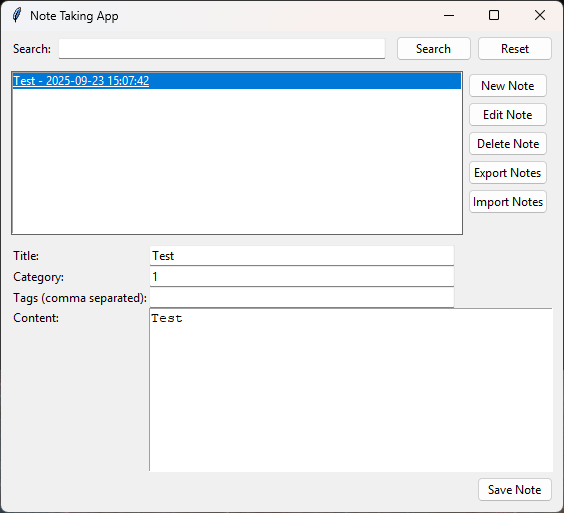 Note Taking App
Search: Search Reset
Test - 2025-09-23 15:07:42
New Note
Edit Note
Delete Note
Export Notes
Import Notes
Title: Test
Category: 1
Tags (comma separated):
Content: Test
Save Note